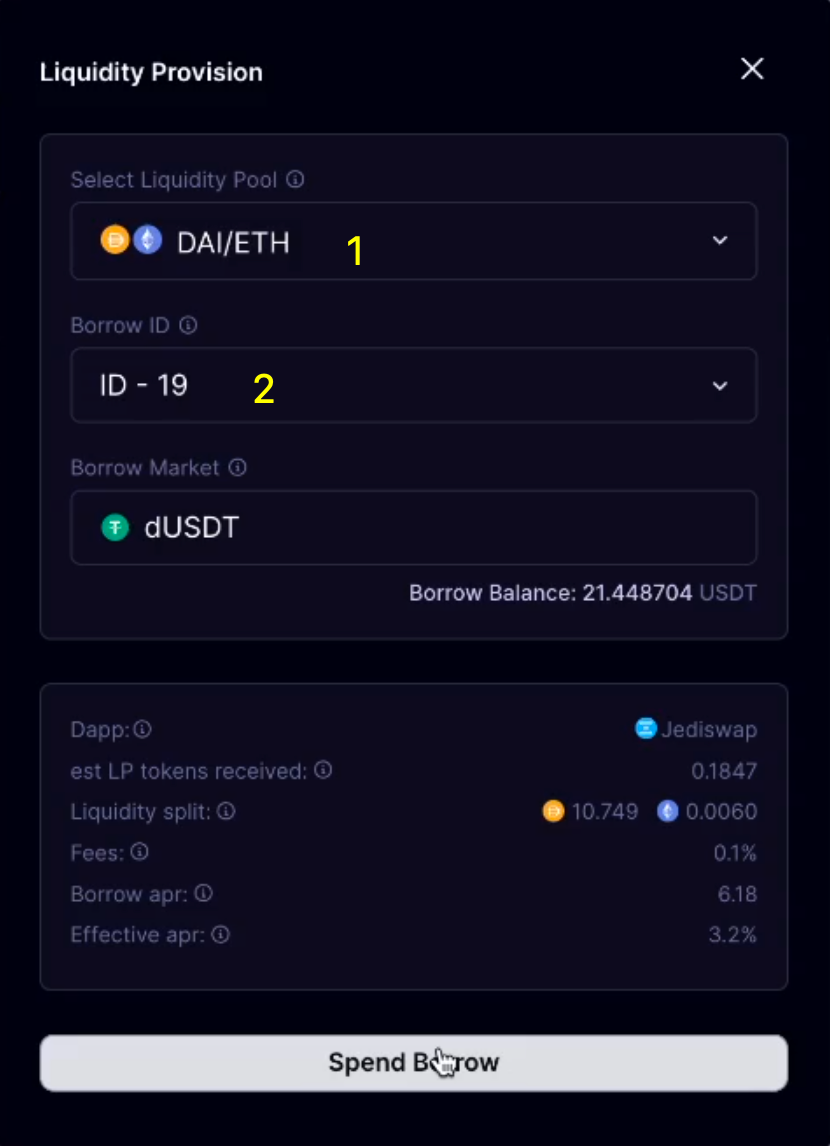 Liquidity Provision
Select Liquidity Pool
DAI/ETH 1
Borrow ID
ID - 19 2
Borrow Market
dUSDT
Borrow Balance: 21.448704 USDT
Dapp: Jediswap
est LP tokens received: 0.1847
Liquidity split: 10.749 0.0060
Fees: 0.1%
Borrow apr: 6.18
Effective apr: 3.2%
Spend Borrow